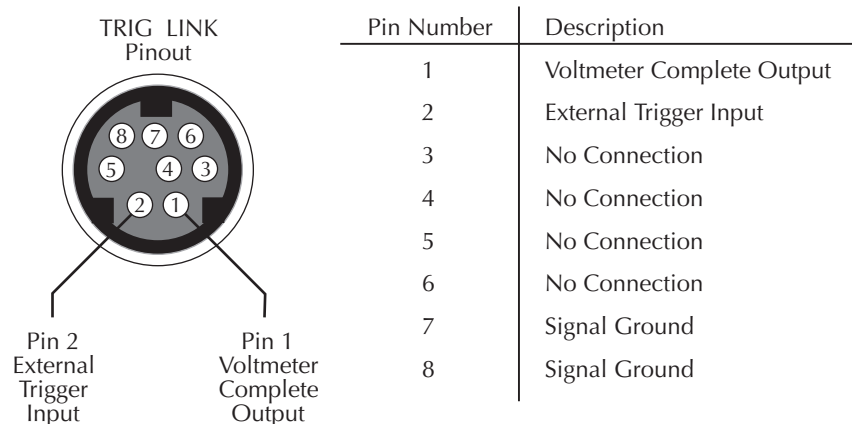 TRIG LINK
Pinout
8 7 6
5 4 3
2 1
Pin 2
External
Trigger
Input
Pin 1
Voltmeter
Complete
Output
Pin Number Description
1 Voltmeter Complete Output
2 External Trigger Input
3 No Connection
4 No Connection
5 No Connection
6 No Connection
7 Signal Ground
8 Signal Ground